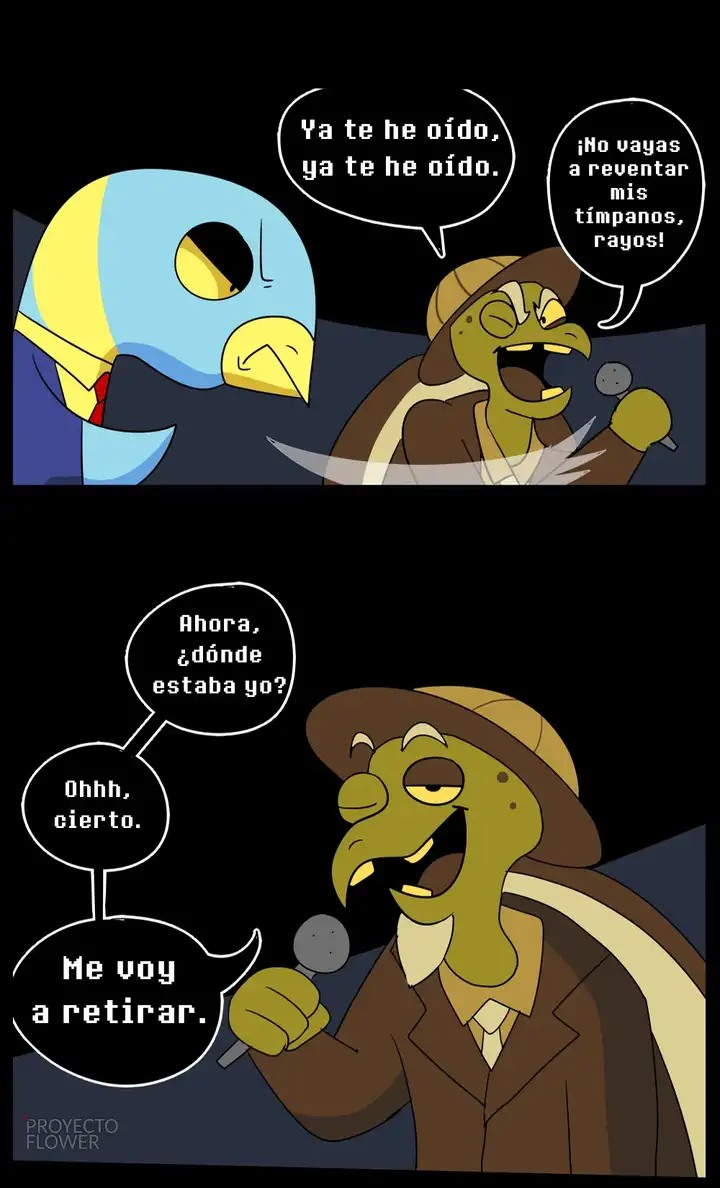 Ya te he oído,
ya te he oído.
¡No vayas
a reventar
mis
tímpanos,
rayos!
Ahora,
¿dónde
estaba yo?
Ohhh,
cierto.
Me voy
a retirar.
PROYECTO
FLOWER